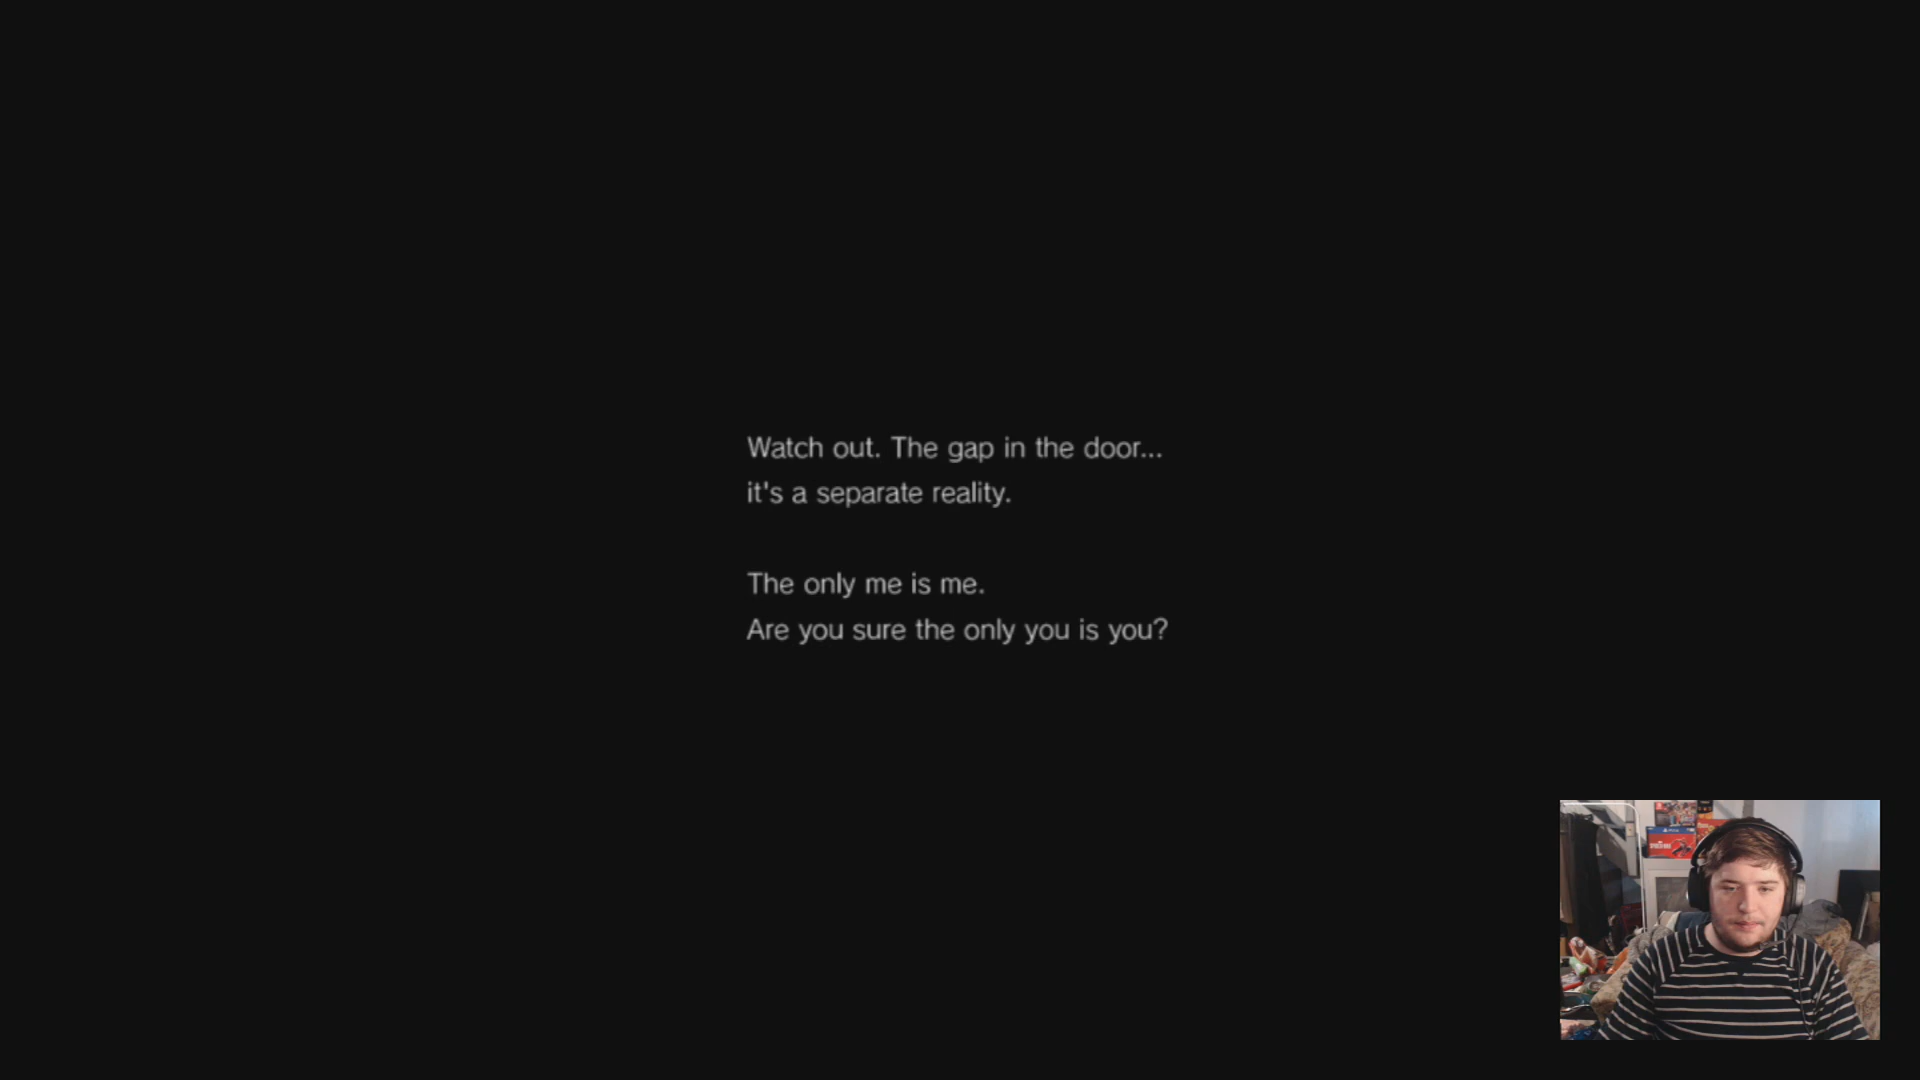 Watch out. The gap in the door...
it's a separate reality.
The only me is me.
Are you sure the only you is you?